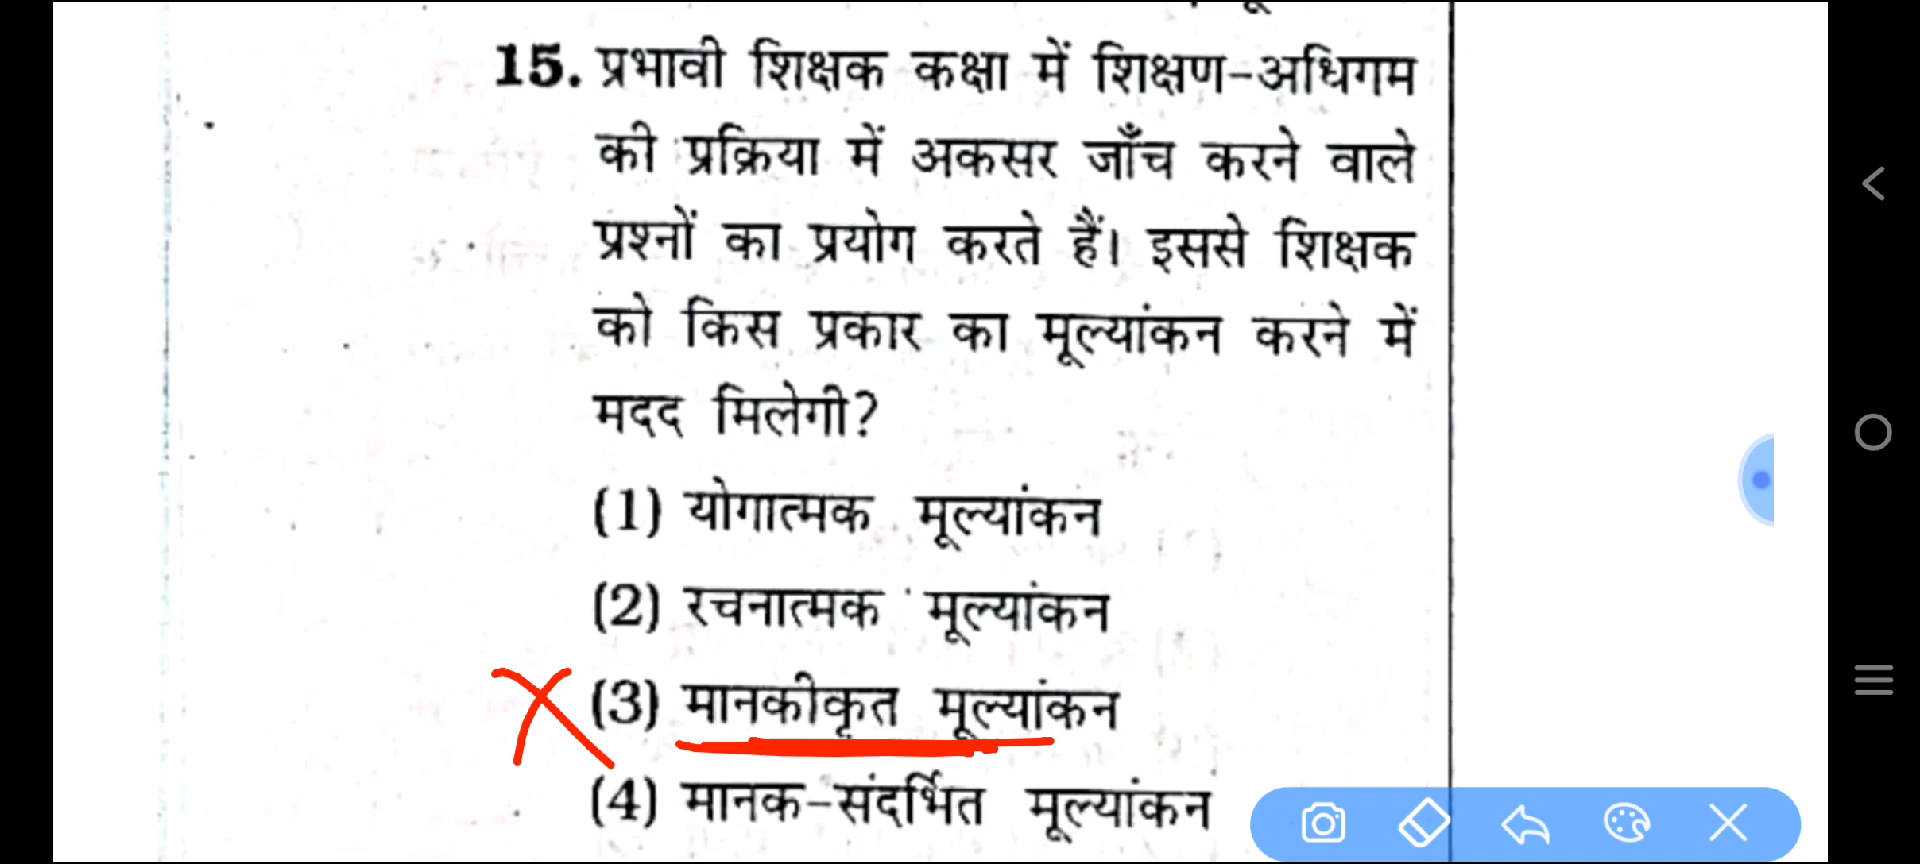 15. प्रभावी शिक्षक कक्षा में शिक्षण-अधिगम
की प्रक्रिया में अकसर जाँच करने वाले
प्रश्नों का प्रयोग करते हैं। इससे शिक्षक
को किस प्रकार का मूल्यांकन करने में
मदद मिलेगी?
(1) योगात्मक मूल्यांकन
(2) रचनात्मक मूल्यांकन
(3) मानकीकृत मूल्यांकन
(4) मानक-संदर्भित मूल्यांकन